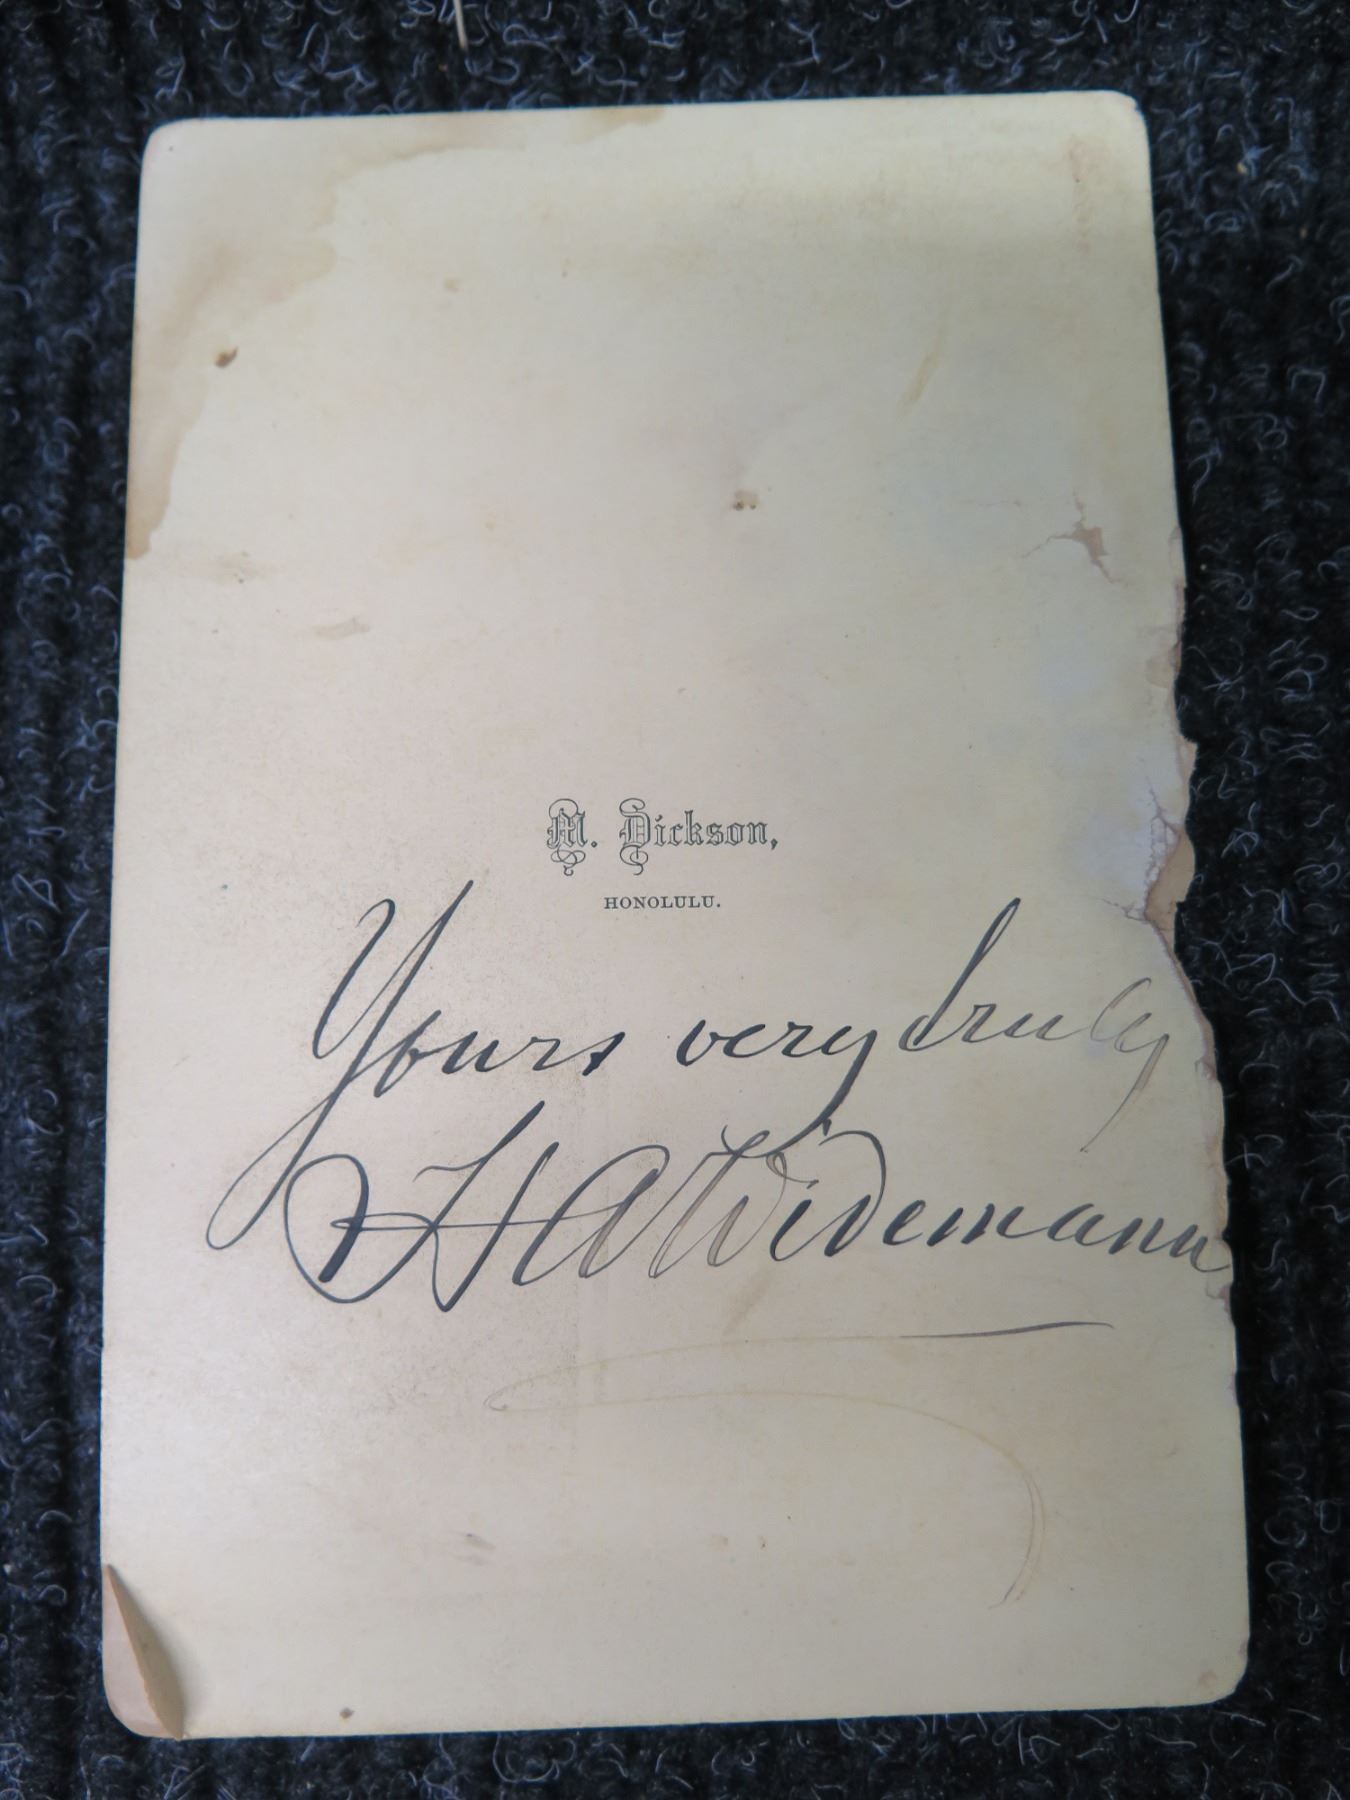 M. Dickson,
HONOLULU.
Yours very truly
H A Widemann